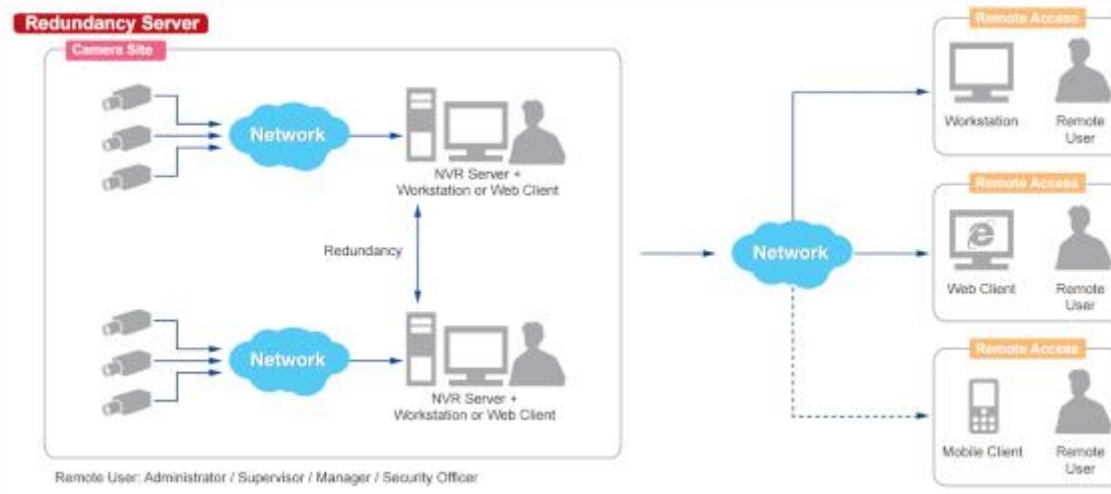 Redundancy Server
Camera Site
Network
NVR Server +
Workstation or Web Client
Redundancy
Network
NVR Server +
Workstation or Web Client
Remote User: Administrator / Supervisor / Manager / Security Officer
Network
Remote Access
Workstation
Remote
User
Remote Access
Web Client
Remote
User
Remote Access
Mobile Client
Remote
User